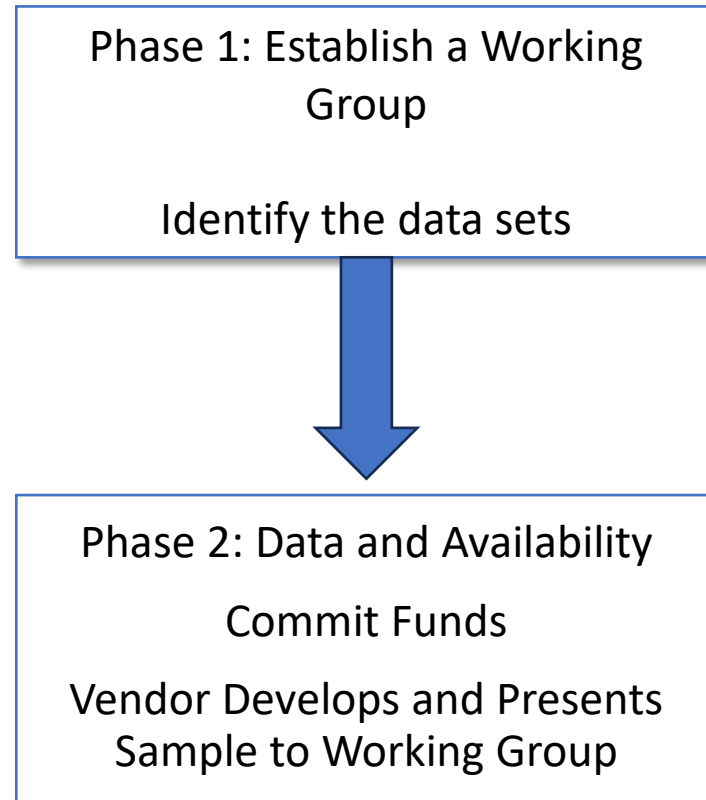 Phase 1: Establish a Working
Group
Identify the data sets
Phase 2: Data and Availability
Commit Funds
Vendor Develops and Presents
Sample to Working Group